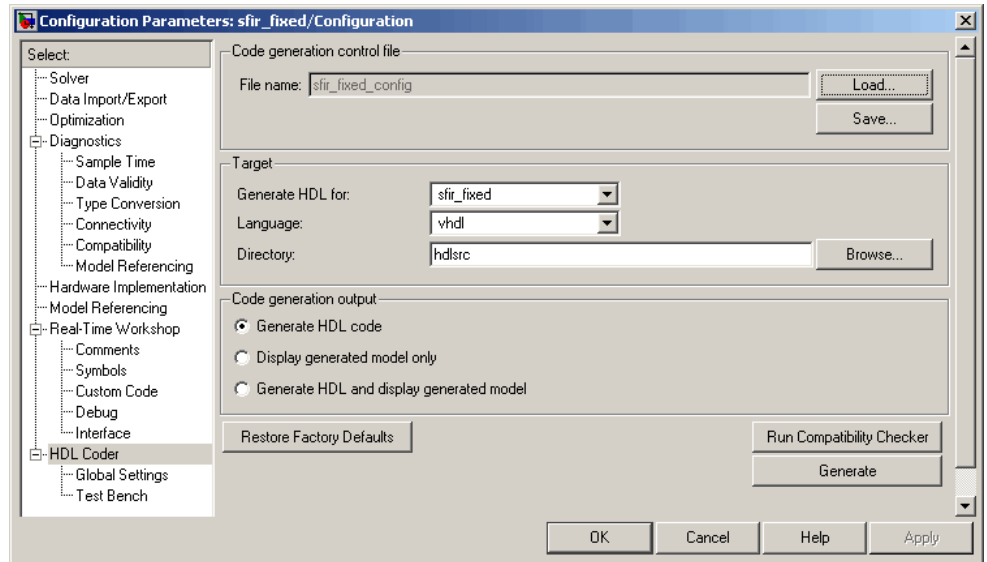 Configuration Parameters: sfir_fixed/Configuration
Select:
Solver
Data Import/Export
Optimization
Diagnostics
Sample Time
Data Validity
Type Conversion
Connectivity
Compatibility
Model Referencing
Hardware Implementation
Model Referencing
Real-Time Workshop
Comments
Symbols
Custom Code
Debug
Interface
HDL Coder
Global Settings
Test Bench
Code generation control file
File name: sfir_fixed_config Load...
Save...
Target
Generate HDL for: sfir_fixed
Language: vhdl
Directory: hdlsrc Browse...
Code generation output
Generate HDL code
Display generated model only
Generate HDL and display generated model
Restore Factory Defaults Run Compatibility Checker
Generate
OK Cancel Help Apply